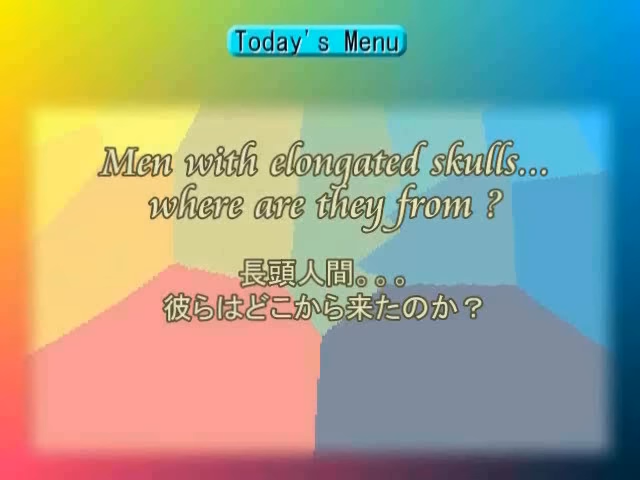 Today's Menu
Men with elongated skulls...
where are they from ?
長頭人間。。。
彼らはどこから来たのか？